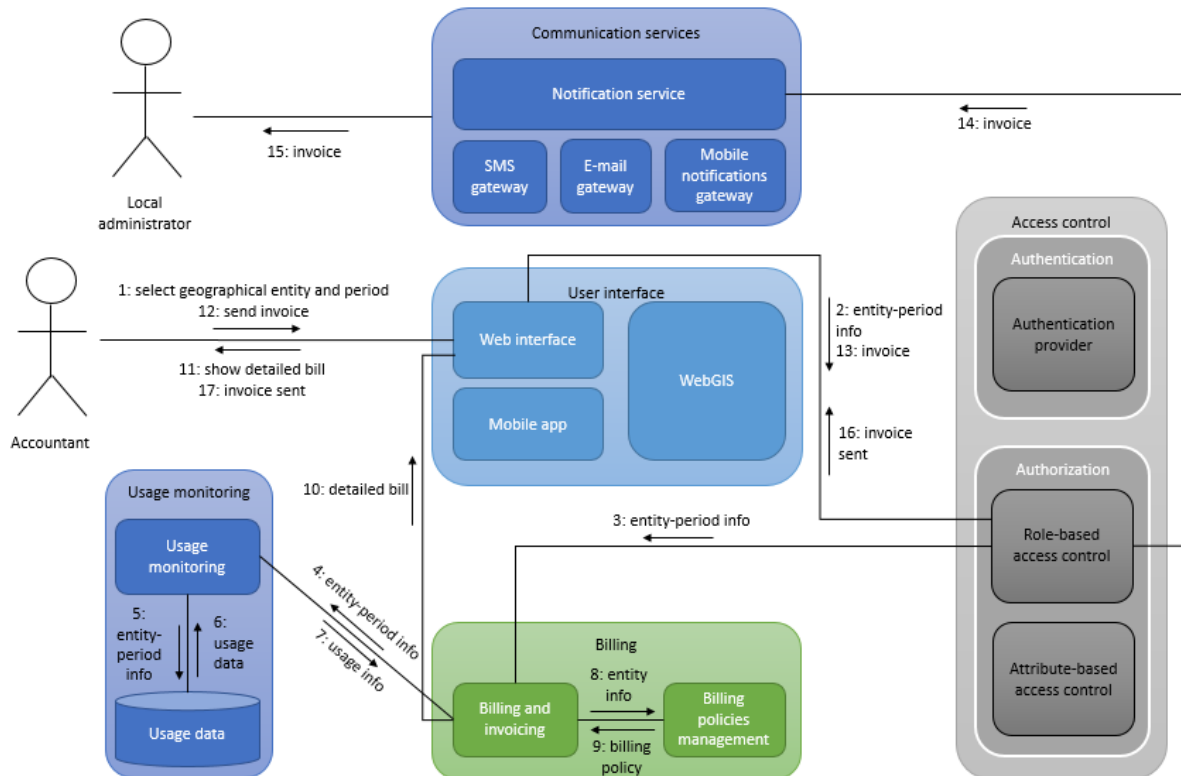 Communication services
Notification service
14: invoice
15: invoice
SMS
gateway
E-mail
gateway
Mobile
notifications
gateway
Local
administrator
Access control
Authentication
Authentication
provider
1: select geographical entity and period
12: send invoice
11: show detailed bill
17: invoice sent
Accountant
User interface
Web interface
WebGIS
Mobile app
2: entity-period
info
13: invoice
16: invoice
sent
Authorization
Role-based
access control
Attribute-based
access control
10: detailed bill
3: entity-period info
Usage monitoring
Usage
monitoring
5:
entity-
period
info
6:
usage
data
Usage data
4: entity-period info
7: usage info
Billing
Billing and
invoicing
8: entity
info
9: billing
policy
Billing
policies
management